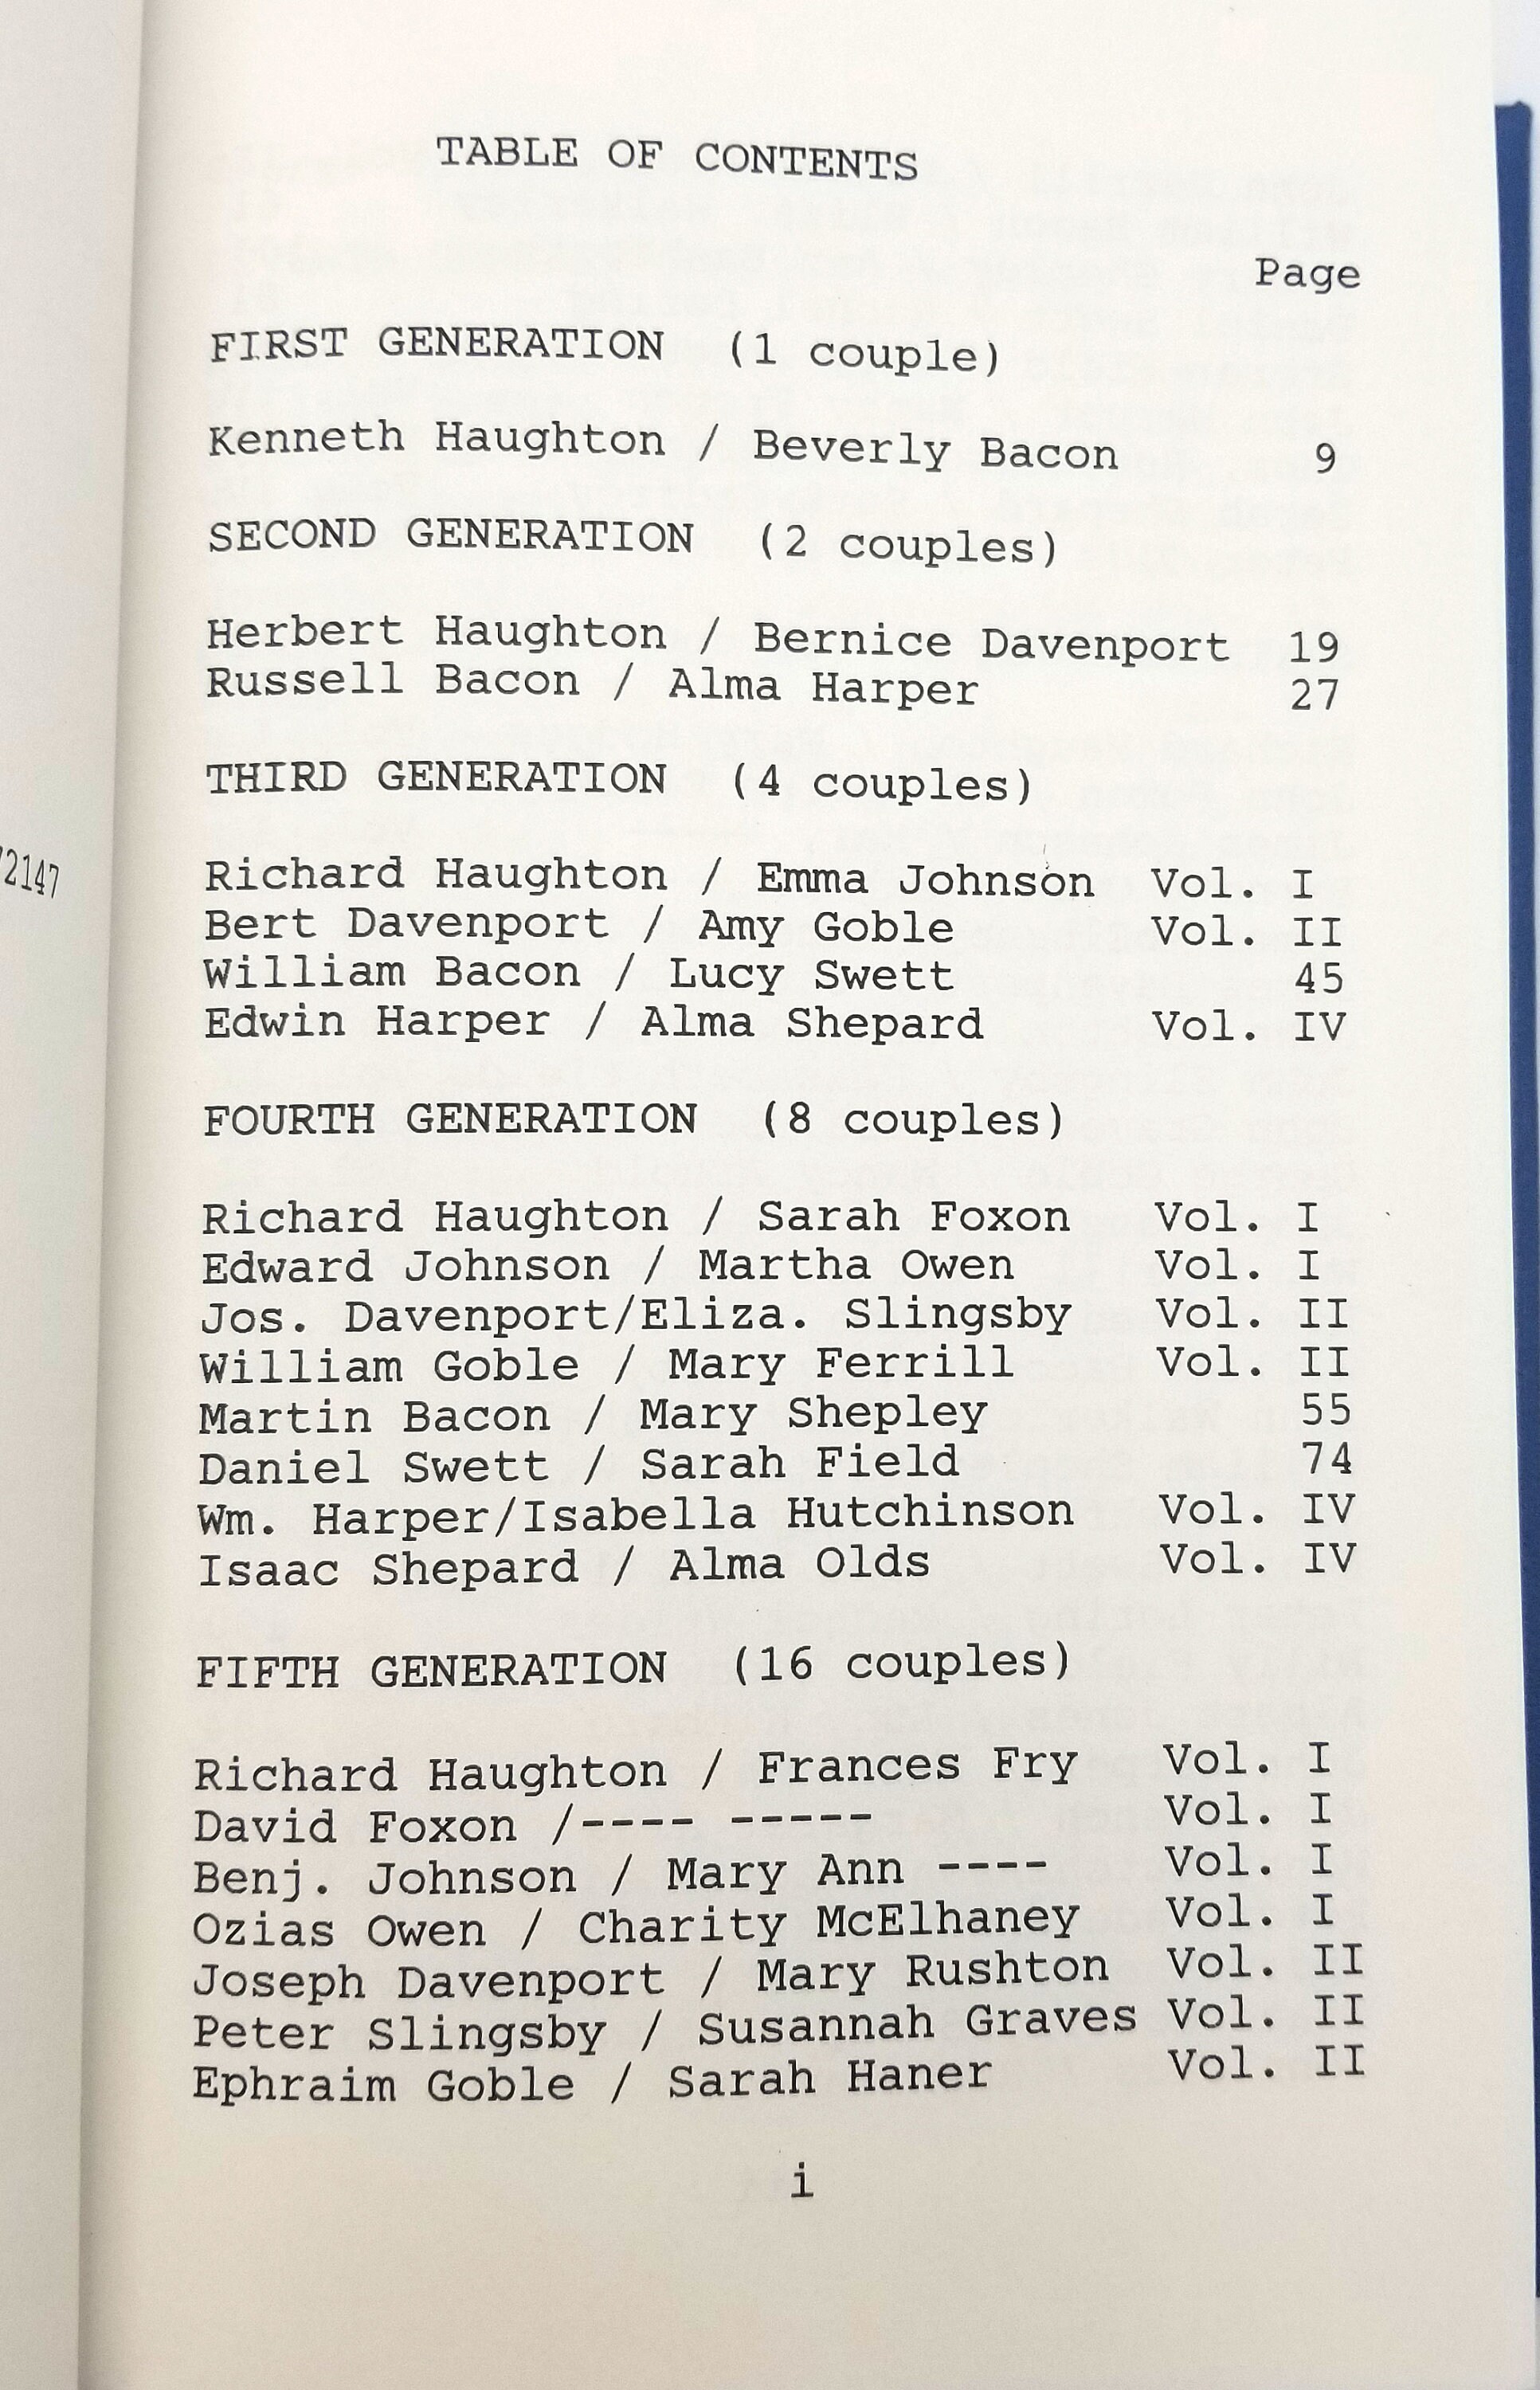 TABLE OF CONTENTS
Page
FIRST GENERATION (1 couple)
Kenneth Haughton / Beverly Bacon 9
SECOND GENERATION (2 couples)
Herbert Haughton / Bernice Davenport 19
Russell Bacon / Alma Harper 27
THIRD GENERATION (4 couples)
Richard Haughton / Emma Johnson Vol. I
Bert Davenport / Amy Goble Vol. II
William Bacon / Lucy Swett 45
Edwin Harper / Alma Shepard Vol. IV
FOURTH GENERATION (8 couples)
Richard Haughton / Sarah Foxon Vol. I
Edward Johnson / Martha Owen Vol. I
Jos. Davenport/Eliza. Slingsby Vol. II
William Goble / Mary Ferrill Vol. II
Martin Bacon / Mary Shepley 55
Daniel Swett / Sarah Field 74
Wm. Harper/Isabella Hutchinson Vol. IV
Isaac Shepard / Alma Olds Vol. IV
FIFTH GENERATION (16 couples)
Richard Haughton / Frances Fry Vol. I
David Foxon /---- ----- Vol. I
Benj. Johnson / Mary Ann ---- Vol. I
Ozias Owen / Charity McElhaney Vol. I
Joseph Davenport / Mary Rushton Vol. II
Peter Slingsby / Susannah Graves Vol. II
Ephraim Goble / Sarah Haner Vol. II
i
2147